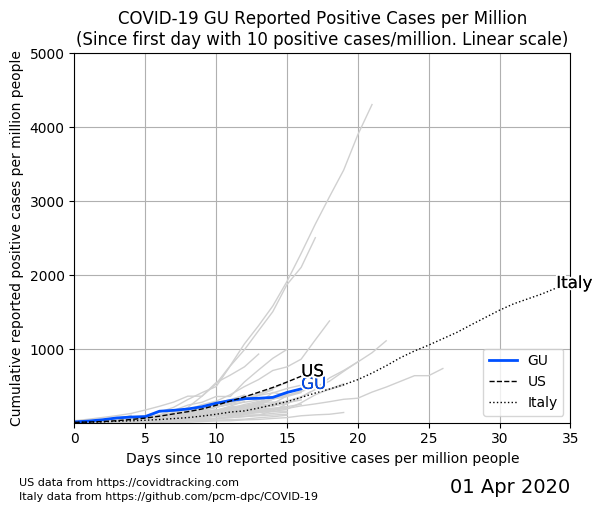 COVID-19 GU Reported Positive Cases per Million
(Since first day with 10 positive cases/million. Linear scale)
Cumulative reported positive cases per million people
5000
4000
3000
2000
1000
Italy
US
GU
GU
US
Italy
0 5 10 15 20 25 30 35
Days since 10 reported positive cases per million people
US data from https://covidtracking.com
Italy data from https://github.com/pcm-dpc/COVID-19
01 Apr 2020